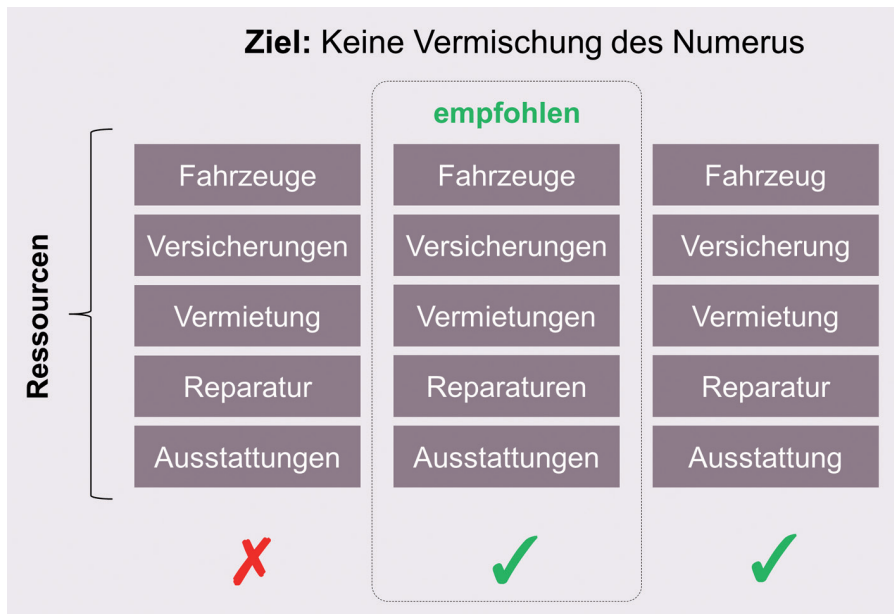 Ziel: Keine Vermischung des Numerus
empfohlen
Ressourcen
Fahrzeuge
Versicherungen
Vermietung
Reparatur
Ausstattungen
Fahrzeuge
Versicherungen
Vermietungen
Reparaturen
Ausstattungen
Fahrzeug
Versicherung
Vermietung
Reparatur
Ausstattung